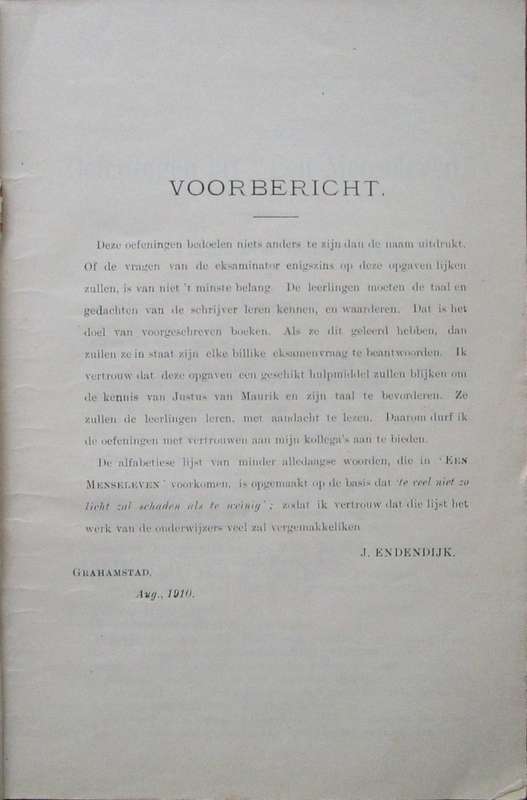 VOORBERICHT.
Deze oefeningen bedoelen niets anders te zijn dan de naam uitdrukt.
Of de vragen van de eksaminator enigszins op deze opgaven lijken
zullen, is van niet 't minste belang. De leerlingen moeten de taal en
gedachten van de schrijver leren kennen, en waarderen. Dat is het
doel van voorgeschreven boeken. Als ze dit geleerd hebben, dan
zullen ze in staat zijn elke billike eksamenvraag te beantwoorden. Ik
vertrouw dat deze opgaven een geschikt hulpmiddel zullen blijken om
de kennis van Justus van Maurik en zijn taal te bevorderen. Ze
zullen de leerlingen leren, met aandacht te lezen. Daarom durf ik
de oefeningen met vertrouwen aan mijn kollega's aan te bieden.
De alfabetiese lijst van minder alledaagse woorden, die in 'EEN
MENSELEVEN' voorkomen, is opgemaakt op de basis dat 'te veel niet zo
licht zal schaden als te weinig'; zodat ik vertrouw dat die lijst het
werk van de onderwijzers veel zal vergemakkeliken
J. ENDENDIJK.
GRAHAMSTAD,
Aug., 1910.